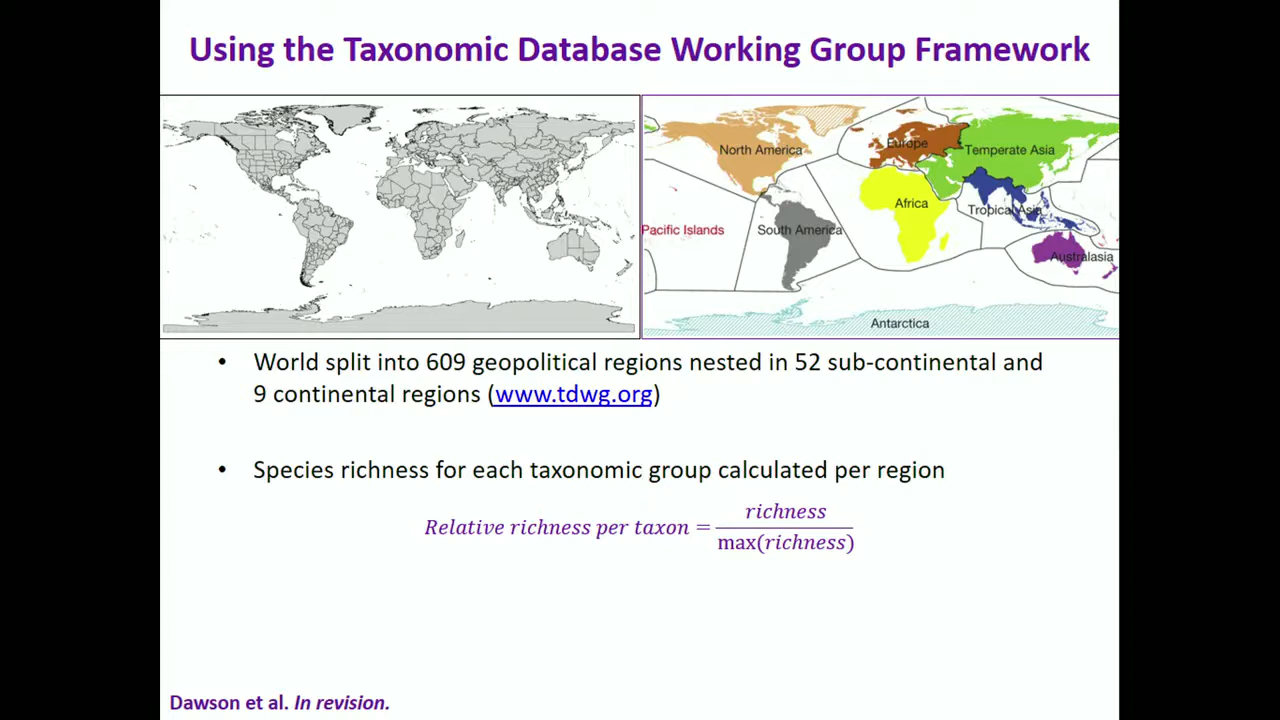 Using the Taxonomic Database Working Group Framework
North America
Europe
Temperate Asia
Africa
Tropical Asia
Pacific Islands
South America
Australasia
Antarctica
• World split into 609 geopolitical regions nested in 52 sub-continental and
9 continental regions (www.tdwg.org)
• Species richness for each taxonomic group calculated per region
Relative richness per taxon = richness / max(richness)
Dawson et al. In revision.